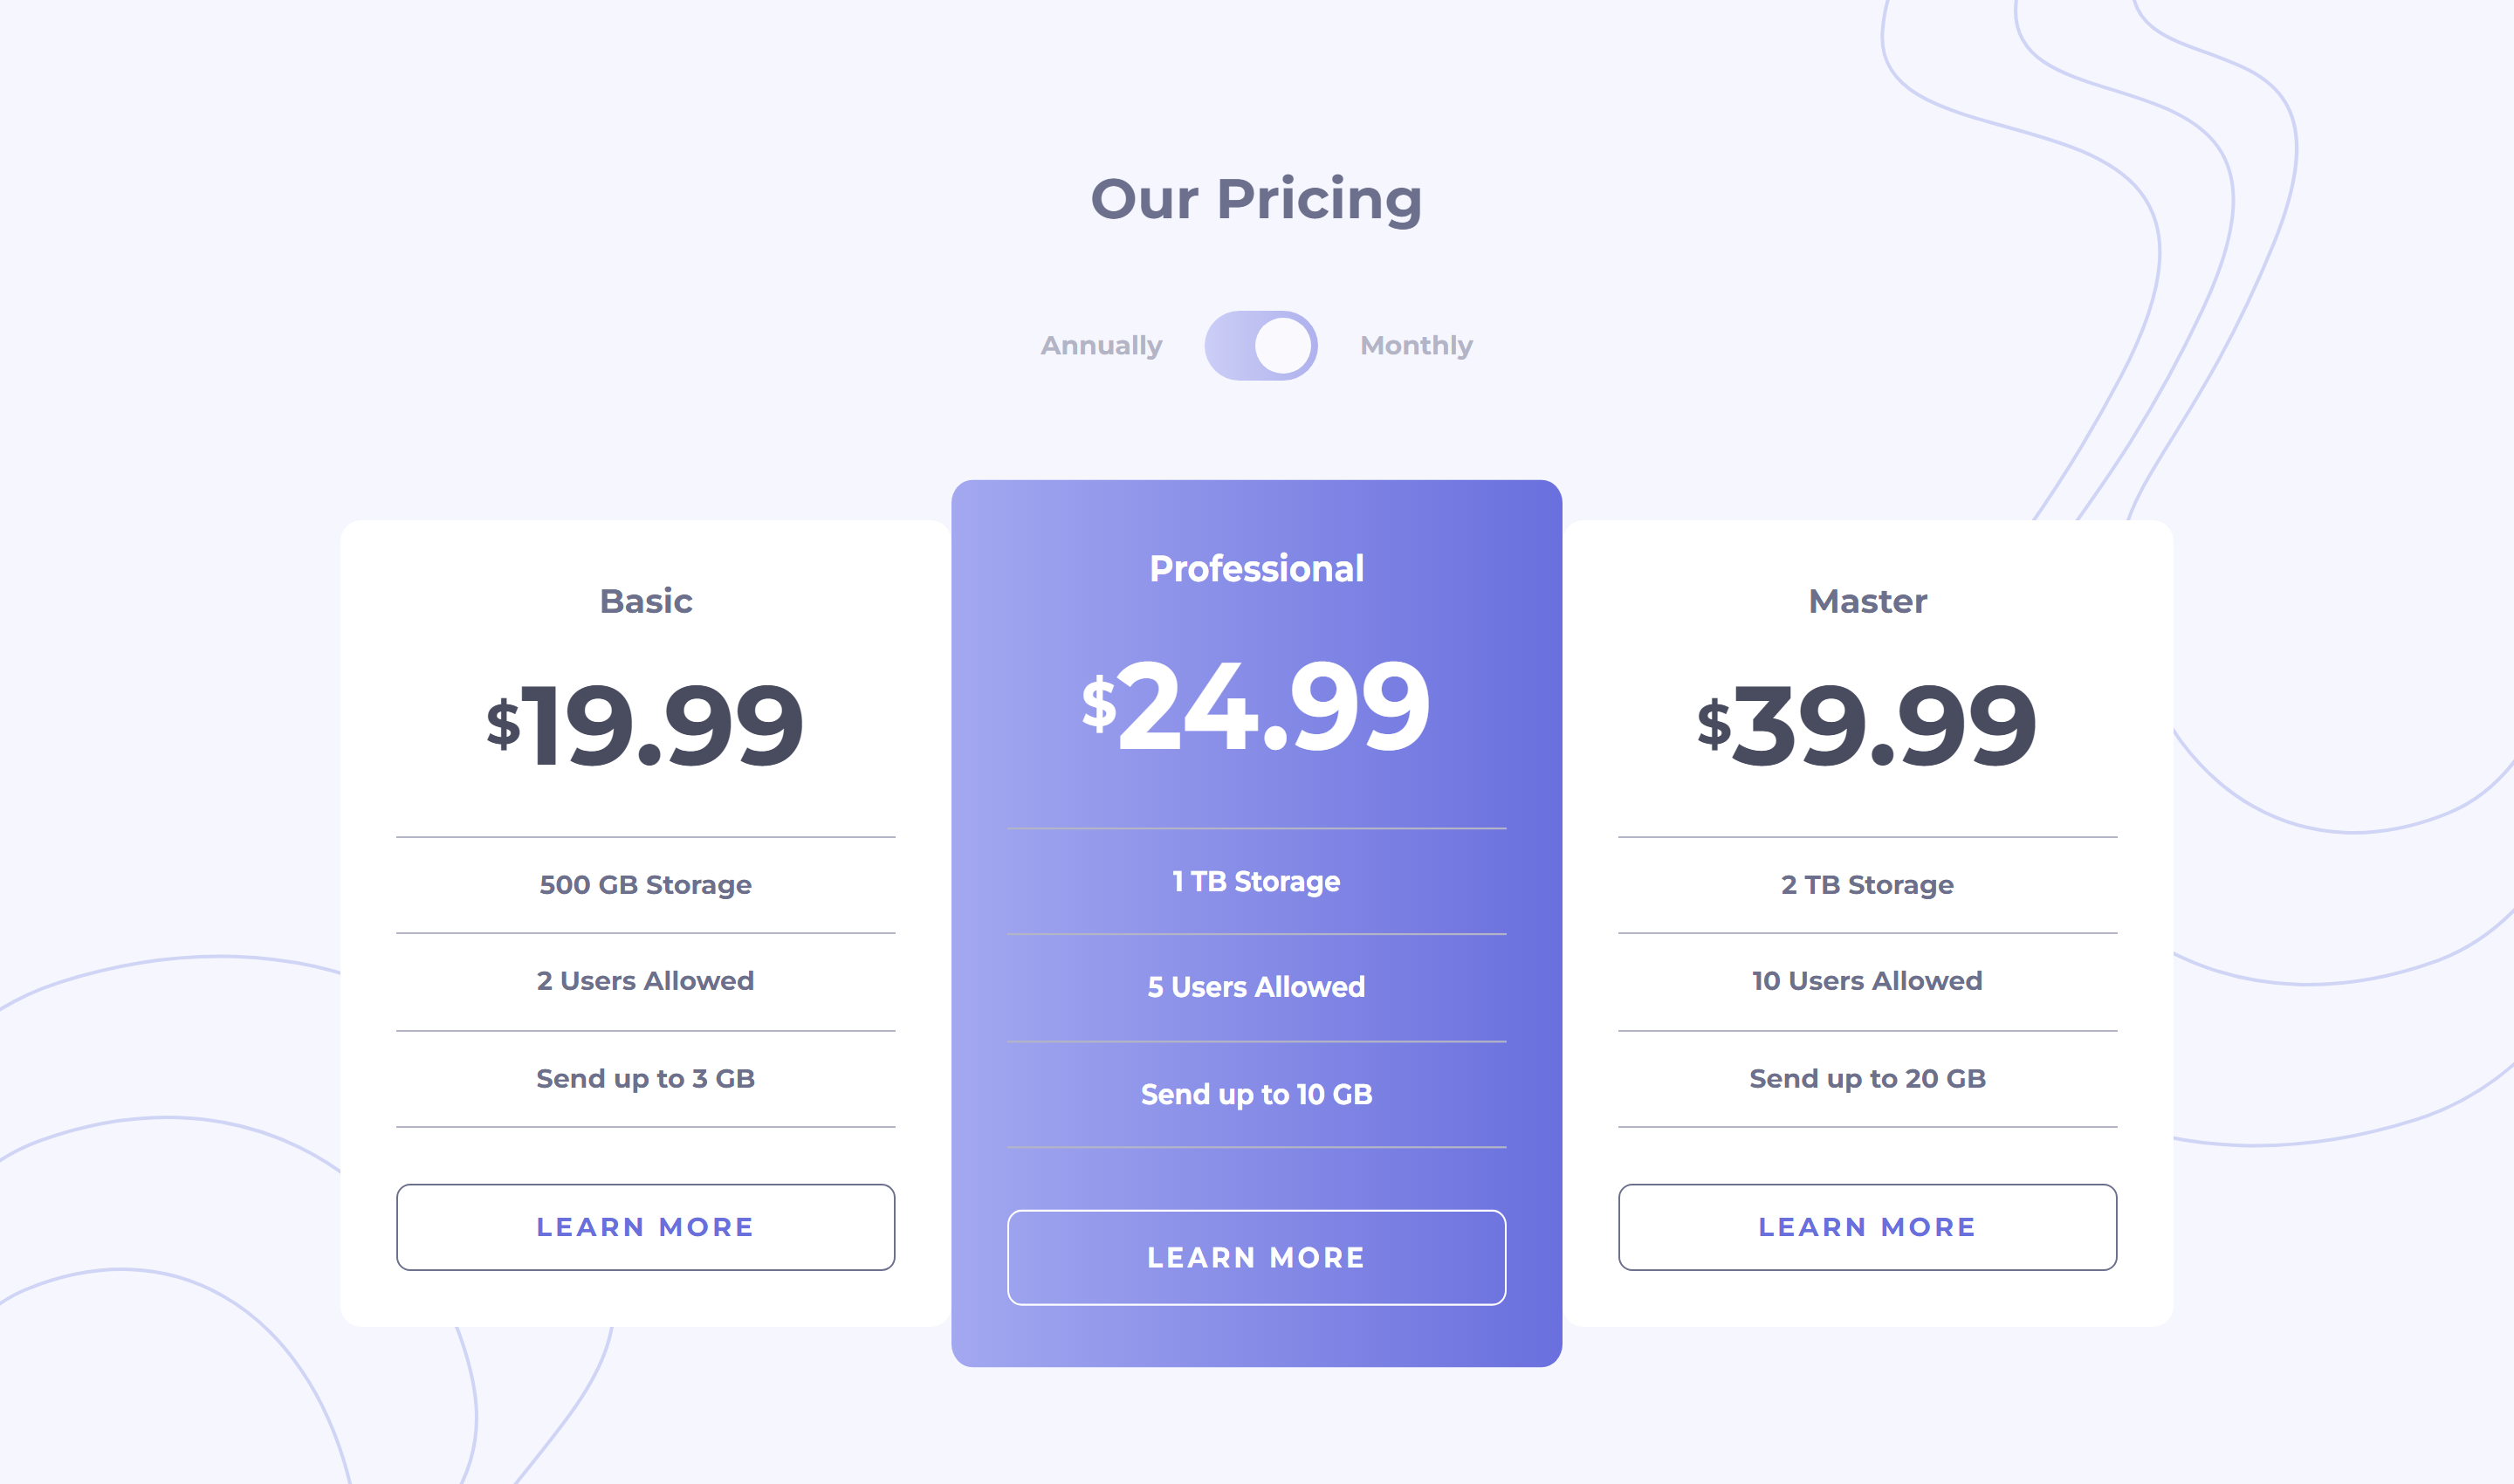 Our Pricing
Annually Monthly
Basic
$19.99
500 GB Storage
2 Users Allowed
Send up to 3 GB
LEARN MORE
Professional
$24.99
1 TB Storage
5 Users Allowed
Send up to 10 GB
LEARN MORE
Master
$39.99
2 TB Storage
10 Users Allowed
Send up to 20 GB
LEARN MORE